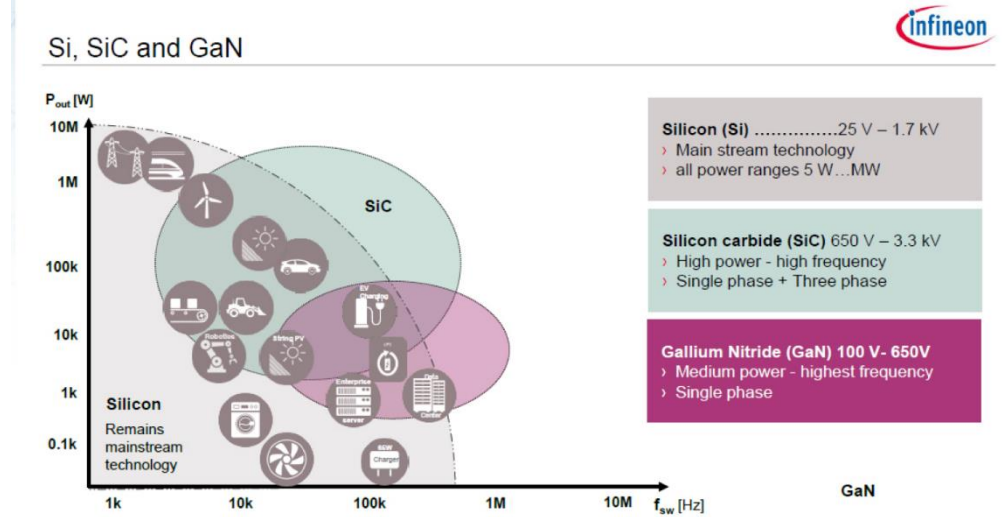 infineon
Si, SiC and GaN
Pout [W]
10M
1M
100k
10k
1k
0.1k
SiC
EV
Charging
Robotics
String PV
Enterprise
server
Data
Center
65W
Charger
Silicon
Remains
mainstream
technology
1k
10k
100k
1M
10M
fsw [Hz]
Silicon (Si) ...............25 V – 1.7 kV
› Main stream technology
› all power ranges 5 W…MW
Silicon carbide (SiC) 650 V – 3.3 kV
› High power - high frequency
› Single phase + Three phase
Gallium Nitride (GaN) 100 V- 650V
› Medium power - highest frequency
› Single phase
GaN